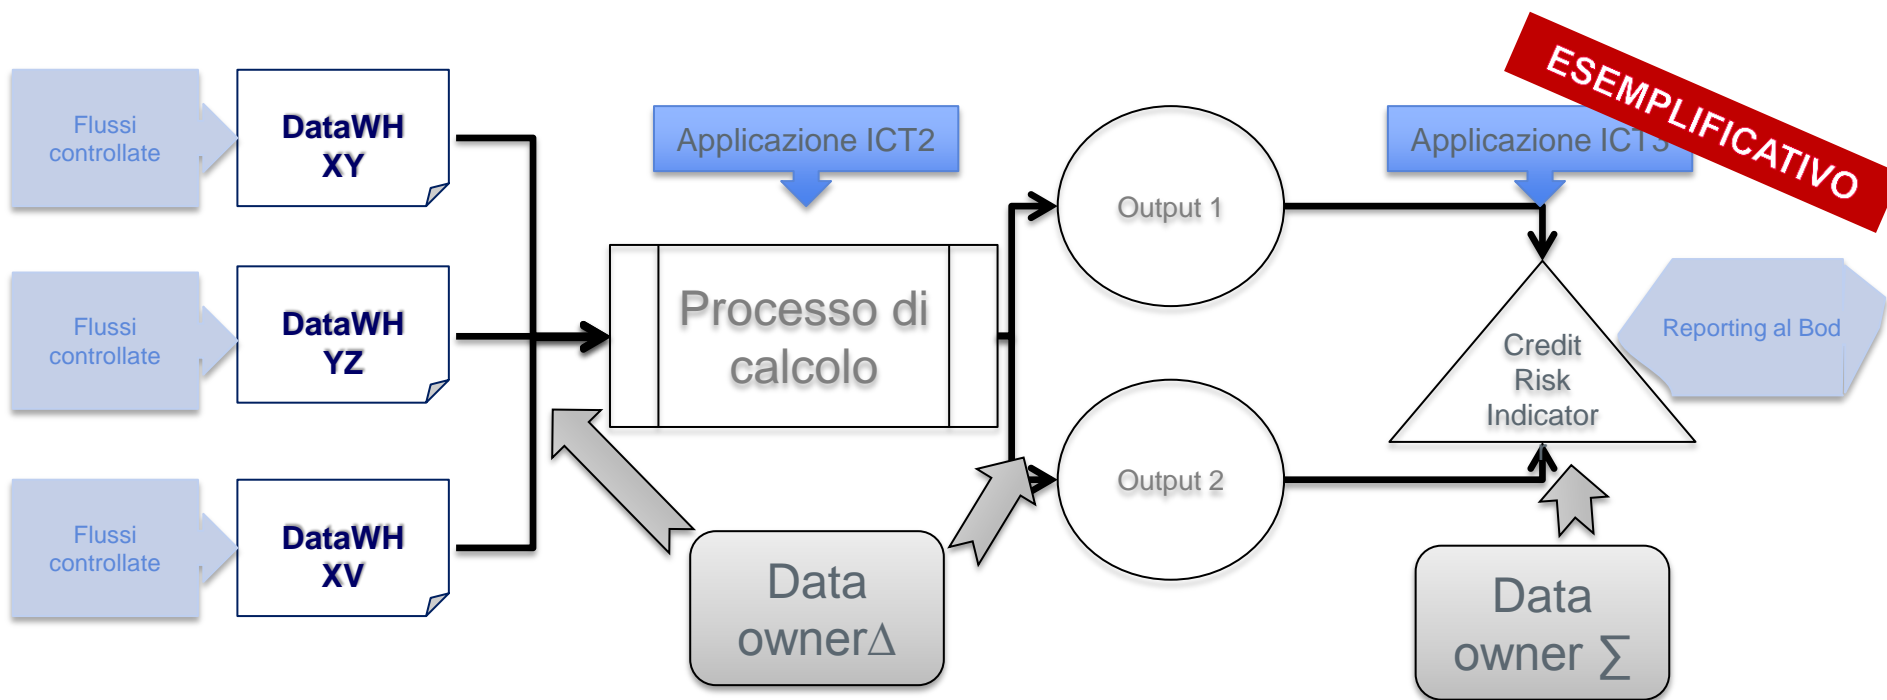 Flussi
controllate
DataWH
XY
Applicazione ICT2
Output 1
Applicazione ICT3
ESEMPLIFICATIVO
Flussi
controllate
DataWH
YZ
Processo di
calcolo
Credit
Risk
Indicator
Reporting al Bod
Flussi
controllate
DataWH
XV
Output 2
Data
owner∆
Data
owner ∑